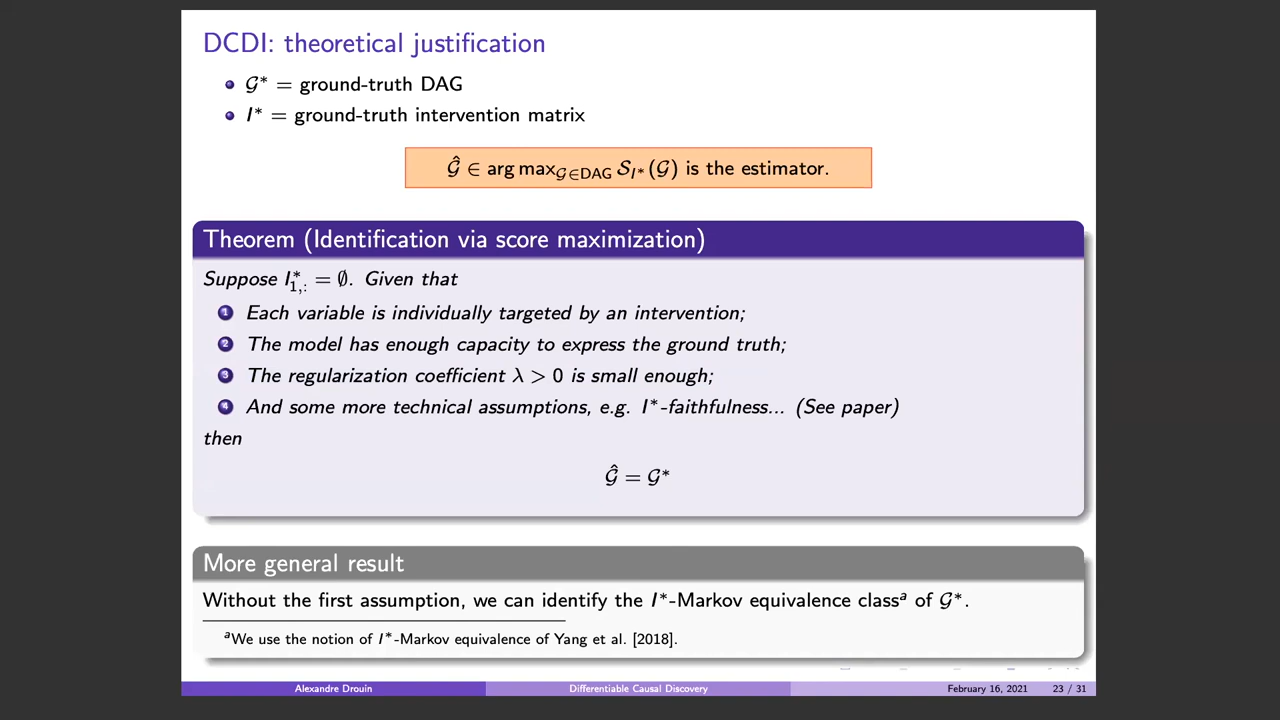 DCDI: theoretical justification
𝒢* = ground-truth DAG
I* = ground-truth intervention matrix
𝒢̂ ∈ arg max_{𝒢∈DAG} 𝒮_{I*}(𝒢) is the estimator.
Theorem (Identification via score maximization)
Suppose I*_{1,:} = ∅. Given that
1 Each variable is individually targeted by an intervention;
2 The model has enough capacity to express the ground truth;
3 The regularization coefficient λ > 0 is small enough;
4 And some more technical assumptions, e.g. I*-faithfulness... (See paper)
then
𝒢̂ = 𝒢*
More general result
Without the first assumption, we can identify the I*-Markov equivalence class^a of 𝒢*.
^aWe use the notion of I*-Markov equivalence of Yang et al. [2018].
Alexandre Drouin Differentiable Causal Discovery February 16, 2021 23 / 31